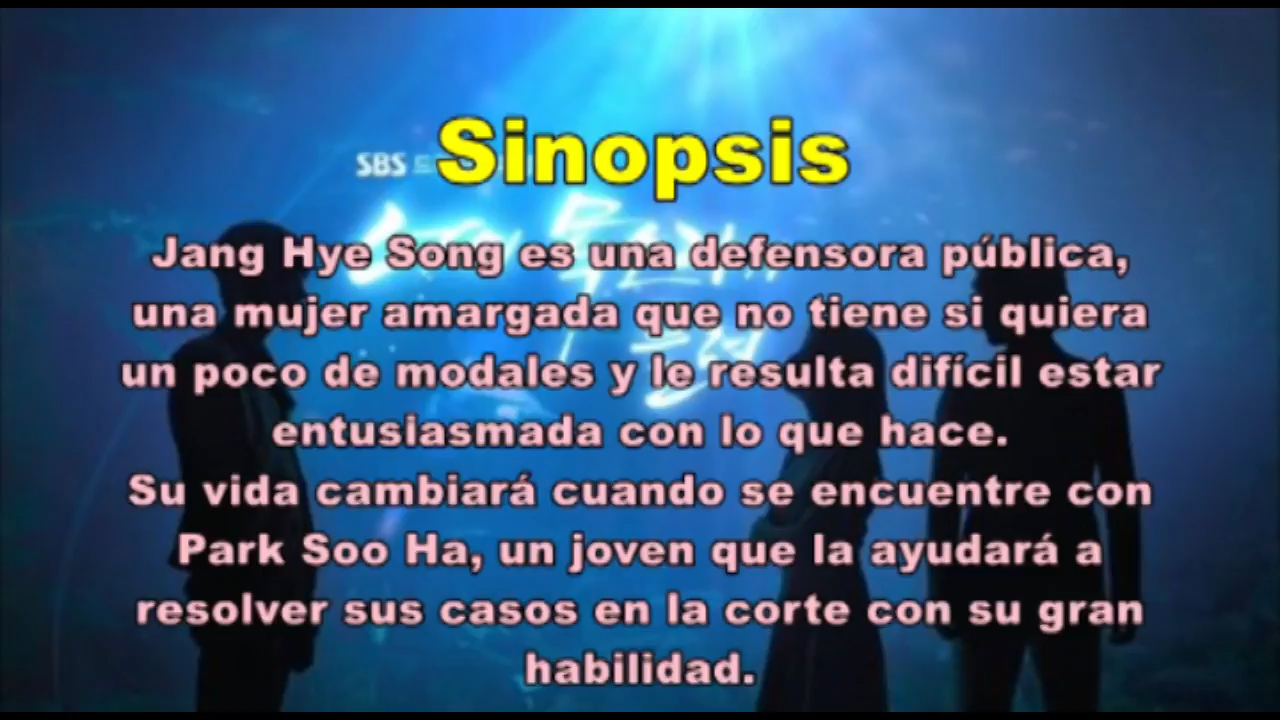 Sinopsis
SBS
Jang Hye Song es una defensora pública,
una mujer amargada que no tiene si quiera
un poco de modales y le resulta difícil estar
entusiasmada con lo que hace.
Su vida cambiará cuando se encuentre con
Park Soo Ha, un joven que la ayudará a
resolver sus casos en la corte con su gran
habilidad.